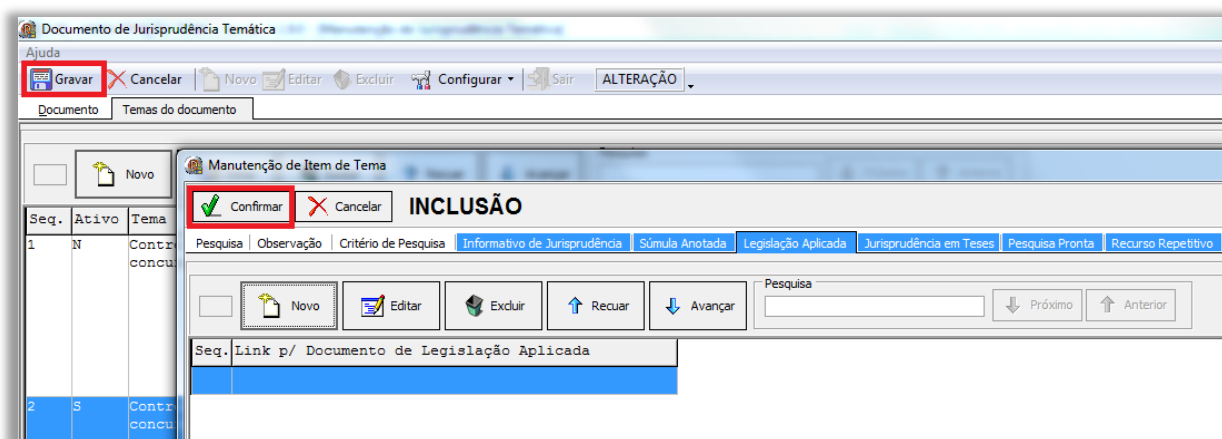 Documento de Jurisprudência Temática
Ajuda
Gravar Cancelar Novo Editar Excluir Configurar Sair ALTERAÇÃO
Documento Temas do documento
Novo
Manutenção de Item de Tema
Confirmar Cancelar INCLUSÃO
Seq. Ativo Tema
Pesquisa Observação Critério de Pesquisa Informativo de Jurisprudência Súmula Anotada Legislação Aplicada Jurisprudência em Teses Pesquisa Pronta Recurso Repetitivo
1 N Contr
concu
Pesquisa
Novo Editar Excluir Recuar Avançar Próximo Anterior
Seq. Link p/ Documento de Legislação Aplicada
2 S Contr
concu